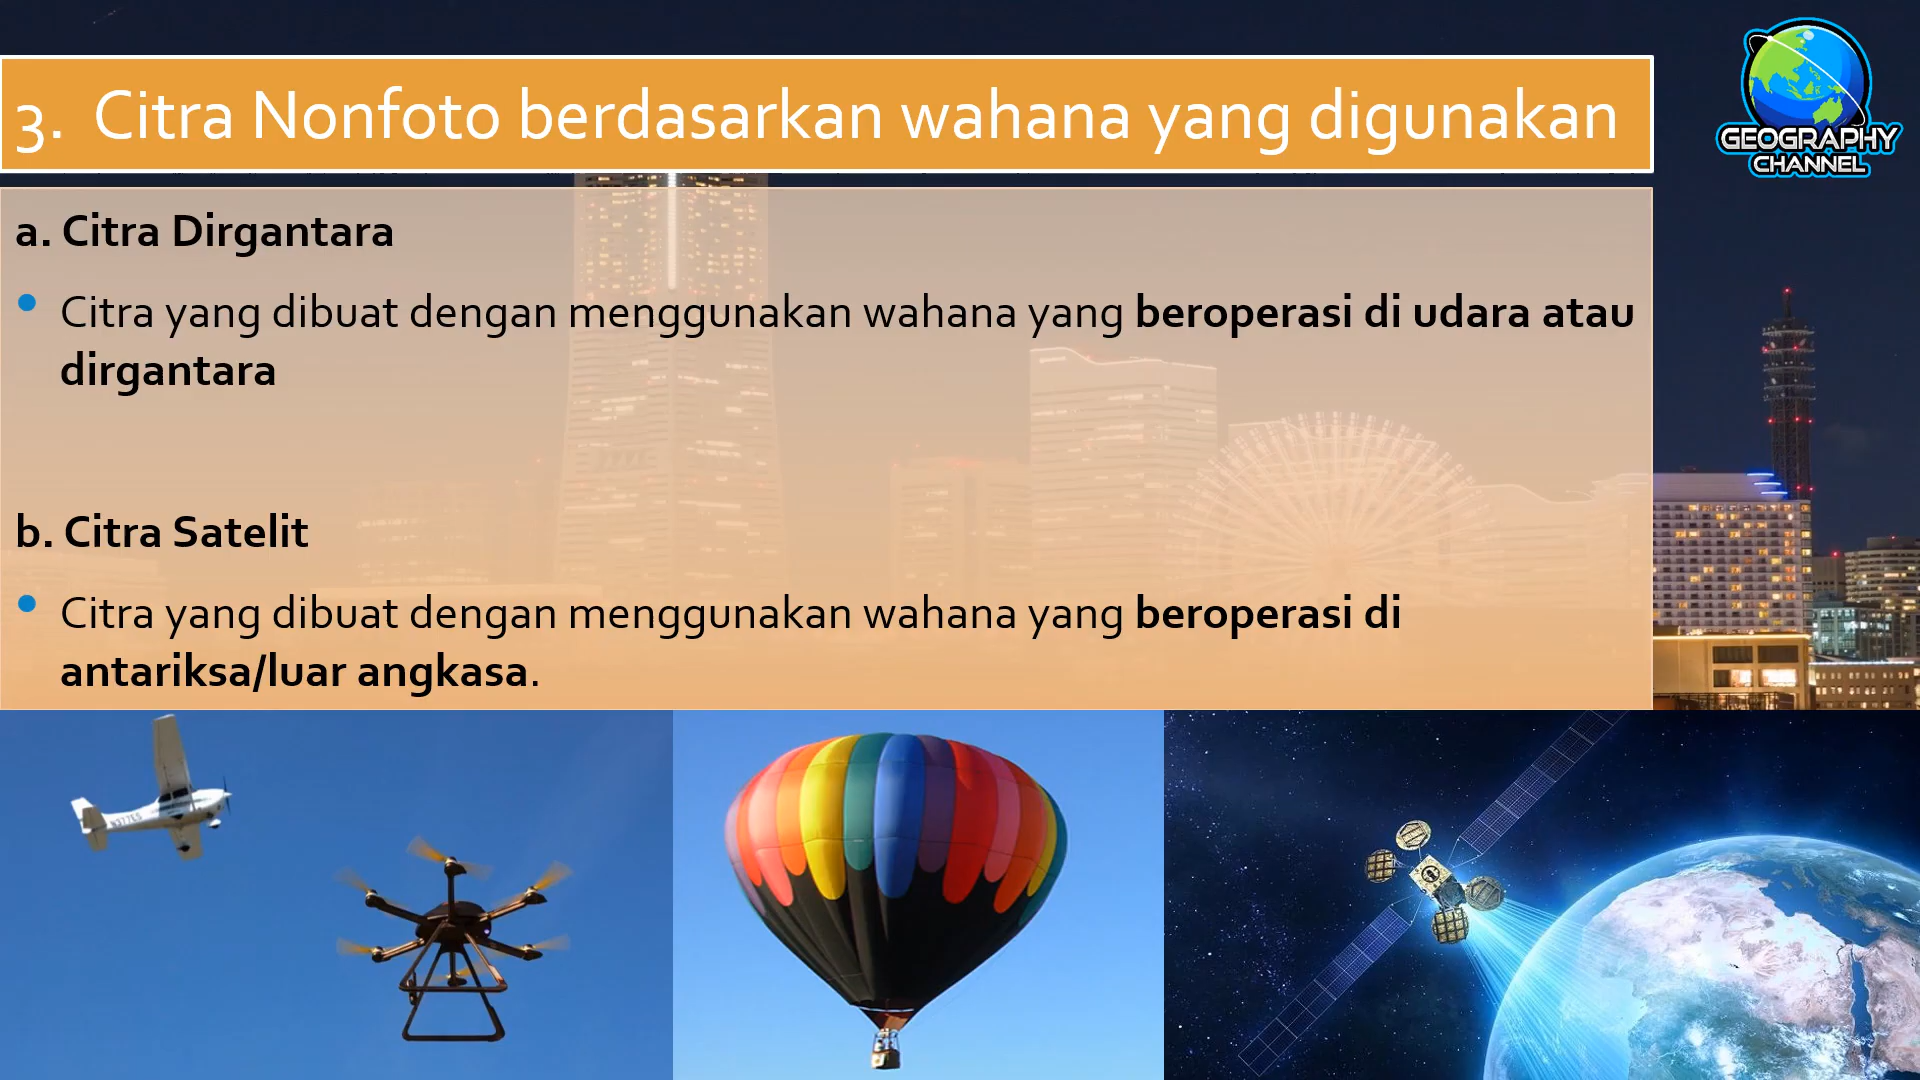 3. Citra Nonfoto berdasarkan wahana yang digunakan
GEOGRAPHY
CHANNEL
a. Citra Dirgantara
• Citra yang dibuat dengan menggunakan wahana yang beroperasi di udara atau
dirgantara
b. Citra Satelit
• Citra yang dibuat dengan menggunakan wahana yang beroperasi di
antariksa/luar angkasa.